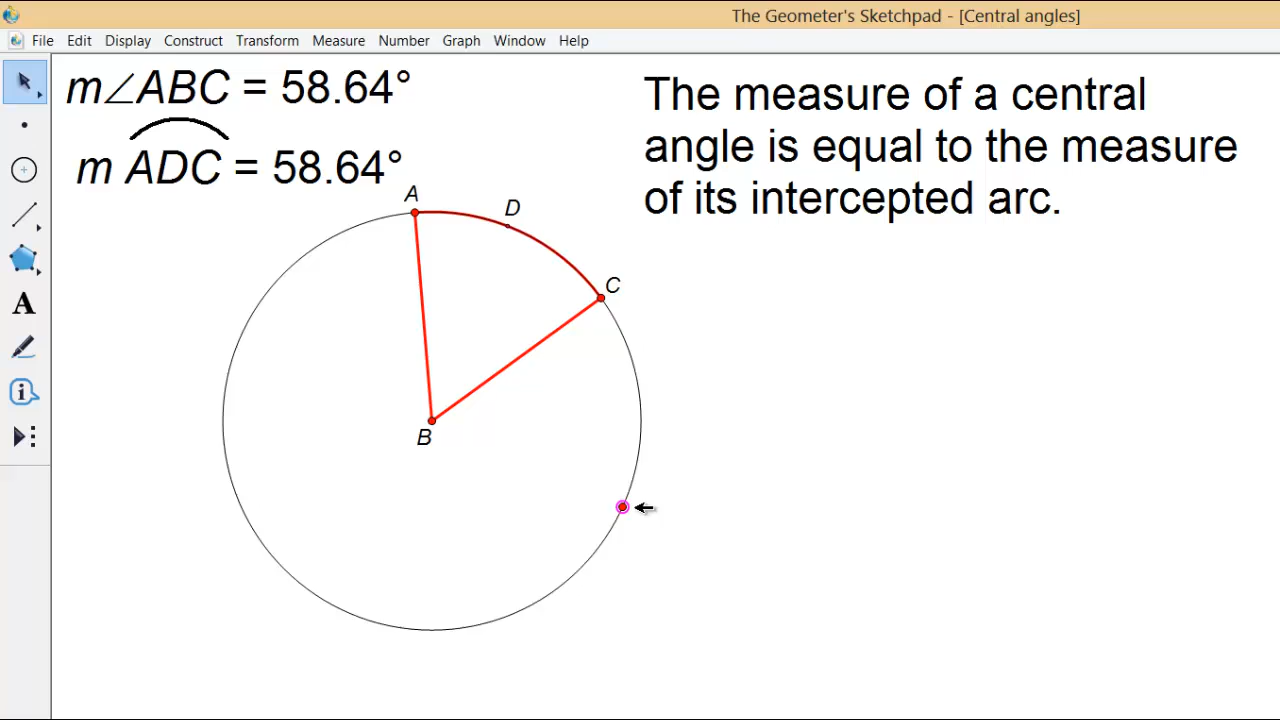 The Geometer's Sketchpad - [Central angles]
File Edit Display Construct Transform Measure Number Graph Window Help
m∠ABC = 58.64°
m ADC = 58.64°
The measure of a central
angle is equal to the measure
of its intercepted arc.
A
D
C
B
A
i